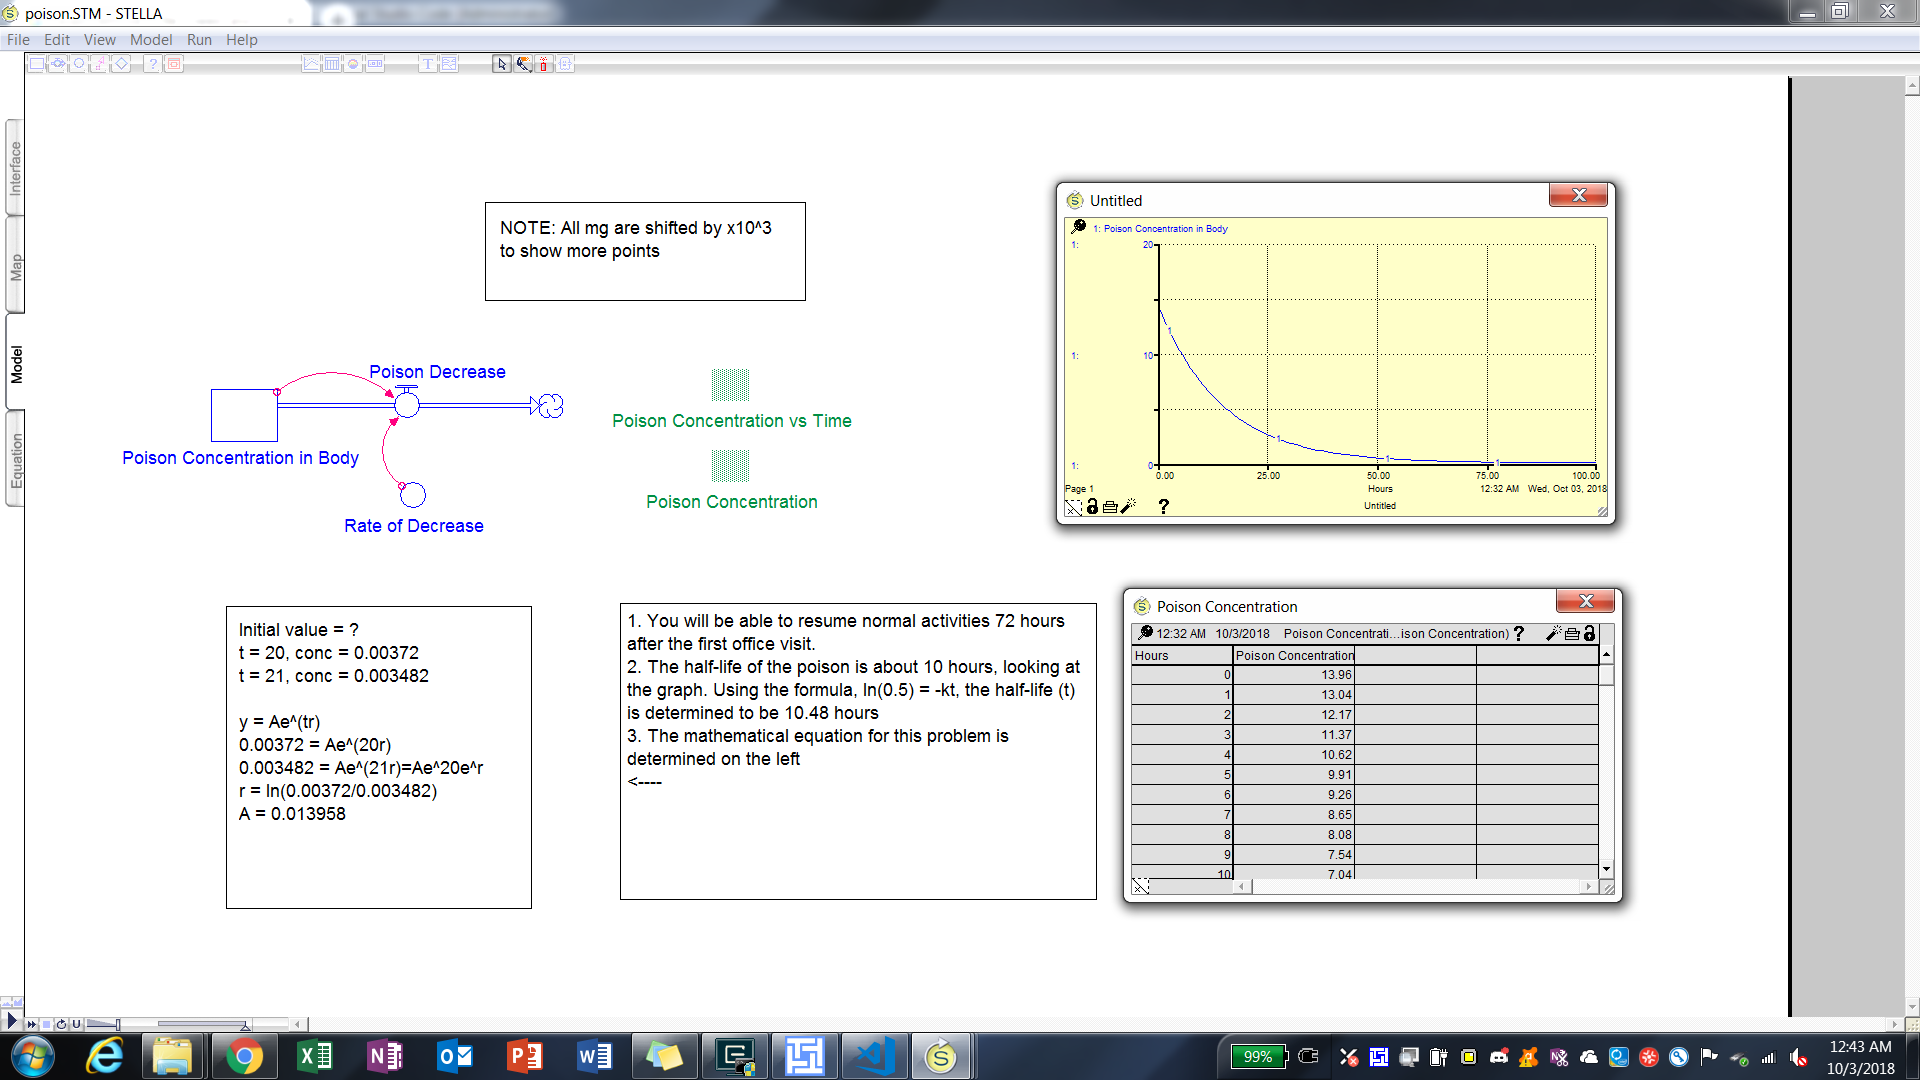 poison.STM - STELLA
File Edit View Model Run Help
Interface
Map
Model
Equation
NOTE: All mg are shifted by x10^3
to show more points
Poison Decrease
Poison Concentration in Body
Rate of Decrease
Poison Concentration vs Time
Poison Concentration
Untitled
1: Poison Concentration in Body
1: 20
1: 10
1: 0
1
1
1
1
0.00 25.00 50.00 75.00 100.00
Page 1 Hours 12:32 AM Wed, Oct 03, 2018
Untitled
?
Initial value = ?
t = 20, conc = 0.00372
t = 21, conc = 0.003482
y = Ae^(tr)
0.00372 = Ae^(20r)
0.003482 = Ae^(21r)=Ae^20e^r
r = ln(0.00372/0.003482)
A = 0.013958
1. You will be able to resume normal activities 72 hours
after the first office visit.
2. The half-life of the poison is about 10 hours, looking at
the graph. Using the formula, ln(0.5) = -kt, the half-life (t)
is determined to be 10.48 hours
3. The mathematical equation for this problem is
determined on the left
<----
Poison Concentration
12:32 AM 10/3/2018 Poison Concentrati...ison Concentration) ?
Hours Poison Concentration
0 13.96
1 13.04
2 12.17
3 11.37
4 10.62
5 9.91
6 9.26
7 8.65
8 8.08
9 7.54
10 7.04
U
99%
12:43 AM
10/3/2018